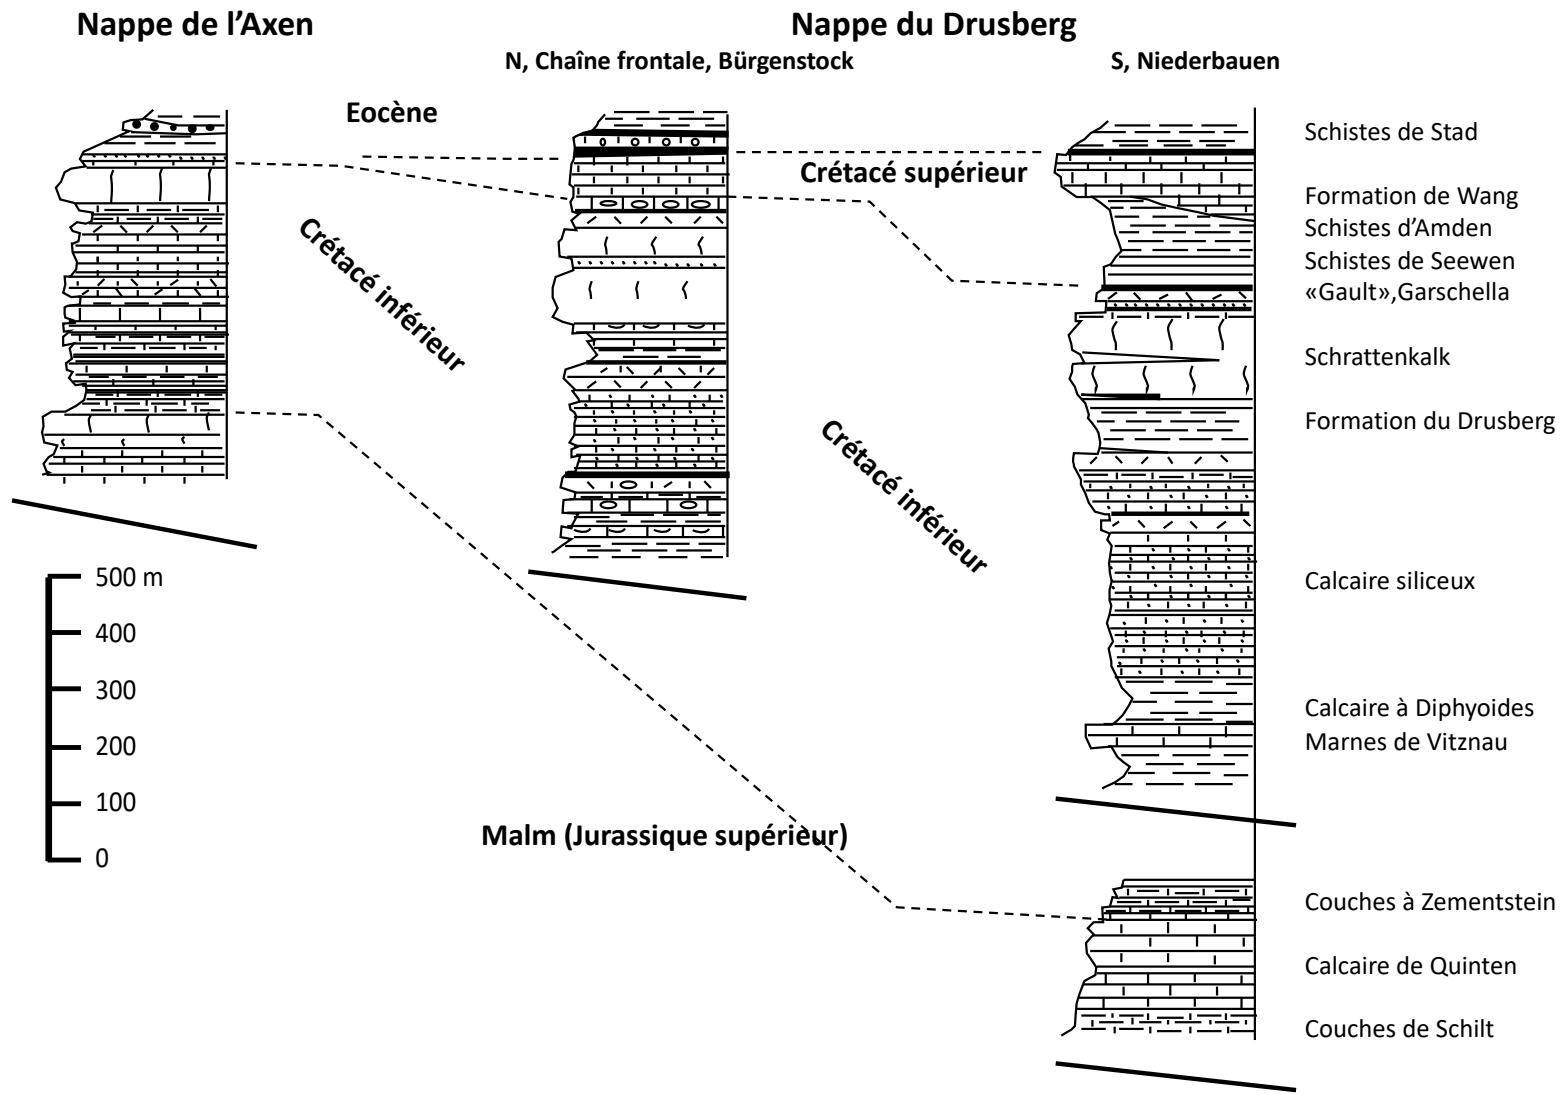 Nappe de l’Axen
Nappe du Drusberg
N, Chaîne frontale, Bürgenstock
S, Niederbauen
Eocène
Crétacé supérieur
Crétacé inférieur
Crétacé inférieur
Malm (Jurassique supérieur)
500 m
400
300
200
100
0
Schistes de Stad
Formation de Wang
Schistes d’Amden
Schistes de Seewen
«Gault»,Garschella
Schrattenkalk
Formation du Drusberg
Calcaire siliceux
Calcaire à Diphyoides
Marnes de Vitznau
Couches à Zementstein
Calcaire de Quinten
Couches de Schilt